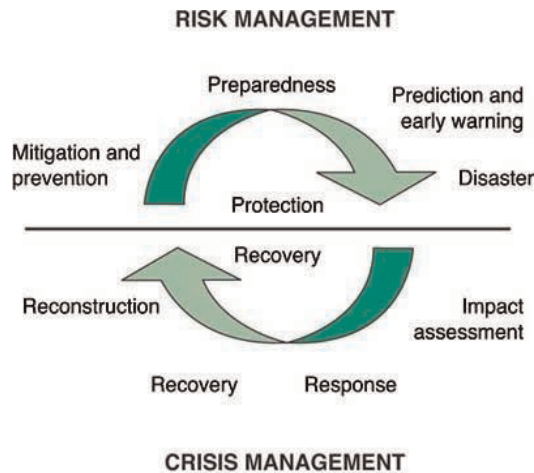 RISK MANAGEMENT
Preparedness
Prediction and
early warning
Mitigation and
prevention
Disaster
Protection
Recovery
Reconstruction
Impact
assessment
Recovery
Response
CRISIS MANAGEMENT